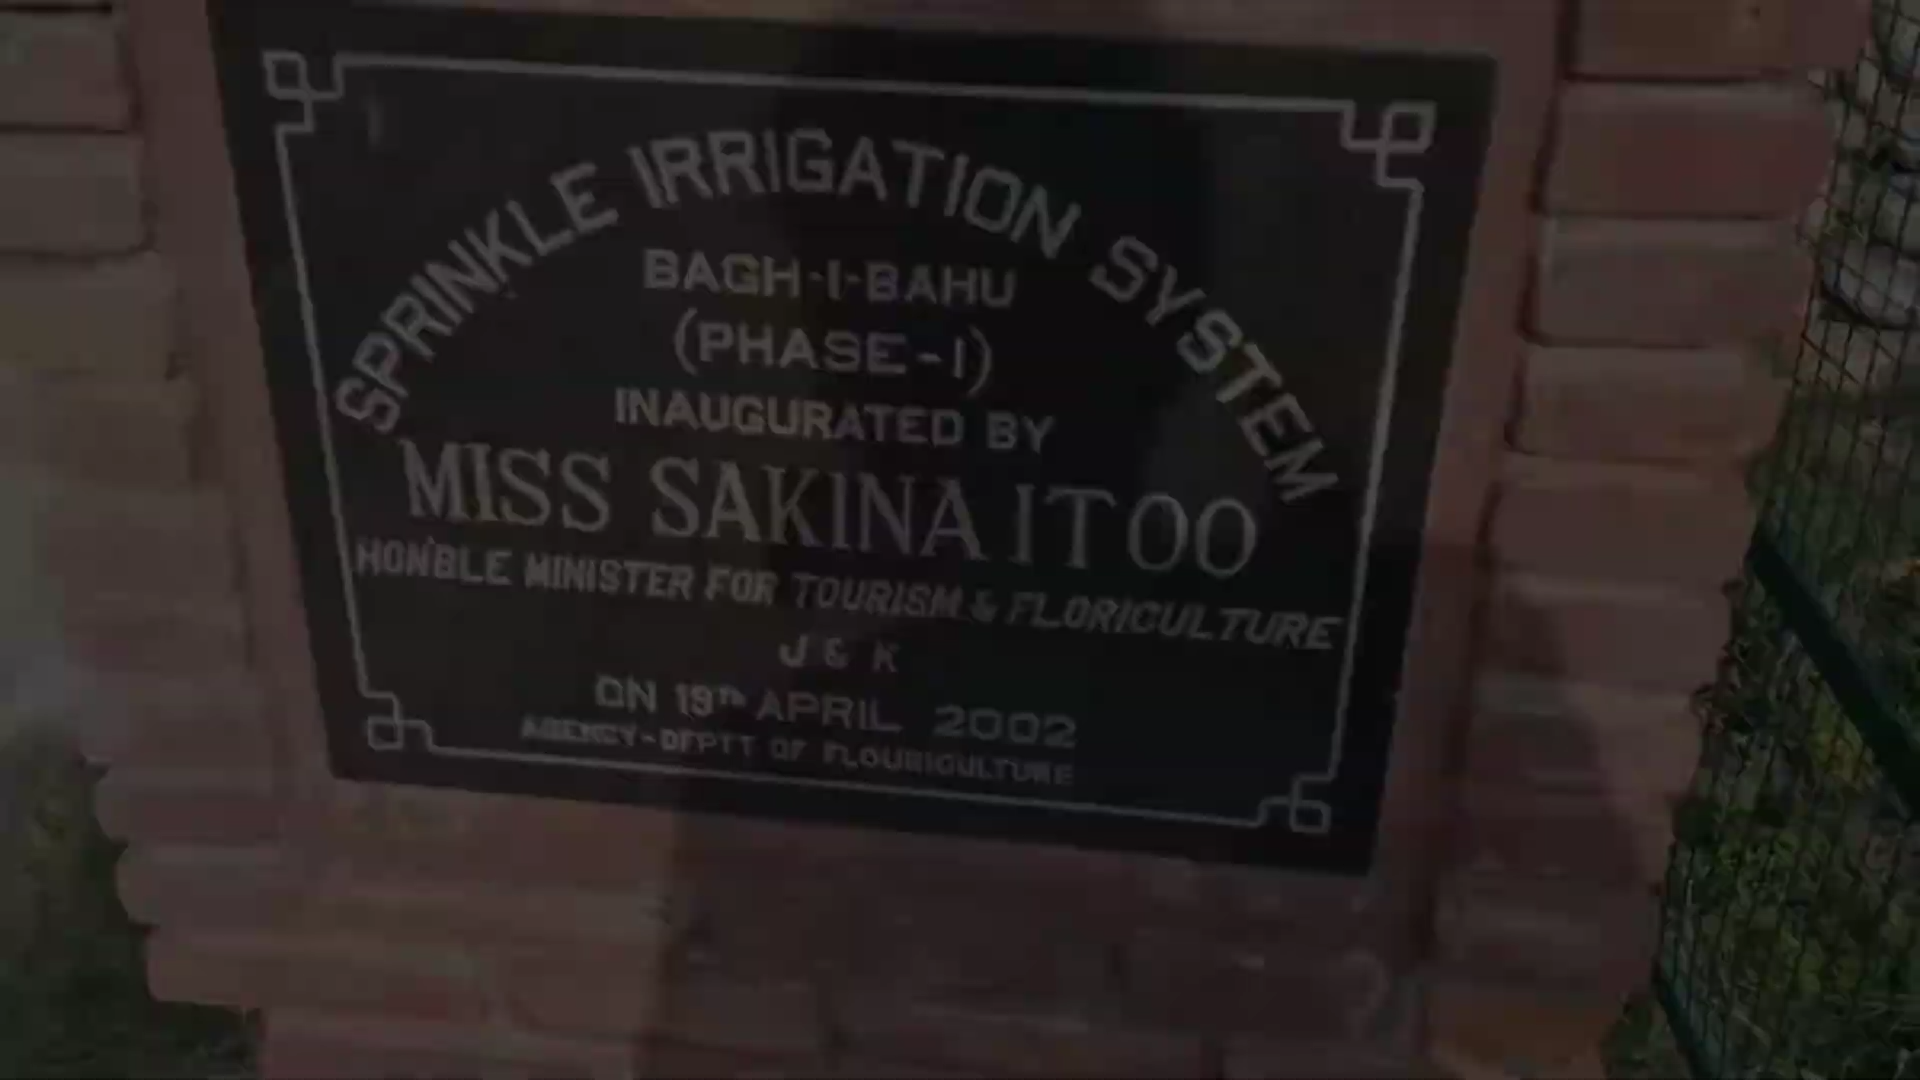 SPRINKLE IRRIGATION SYSTEM
BAGH-I-BAHU
(PHASE-I)
INAUGURATED BY
MISS SAKINA ITOO
HON'BLE MINISTER FOR TOURISM & FLORICULTURE
J & K
ON 19TH APRIL 2002
AGENCY-DEPTT OF FLOURICULTURE